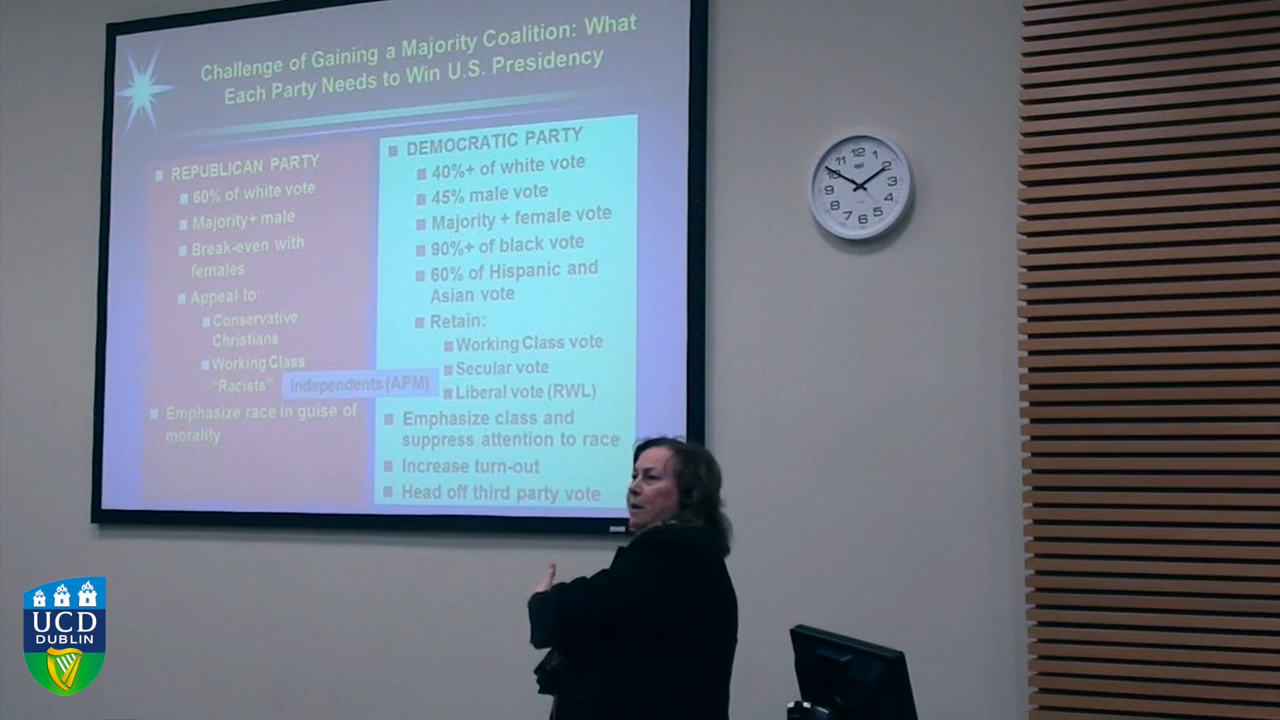 Challenge of Gaining a Majority Coalition: What
Each Party Needs to Win U.S. Presidency
REPUBLICAN PARTY
60% of white vote
Majority+ male
Break-even with
females
Appeal to:
Conservative
Christians
Working Class
"Racists"
Emphasize race in guise of
morality
Independents (APM)
DEMOCRATIC PARTY
40%+ of white vote
45% male vote
Majority + female vote
90%+ of black vote
60% of Hispanic and
Asian vote
Retain:
Working Class vote
Secular vote
Liberal vote (RWL)
Emphasize class and
suppress attention to race
Increase turn-out
Head off third party vote
12
1
2
3
4
5
6
7
8
9
10
11
UCD
DUBLIN